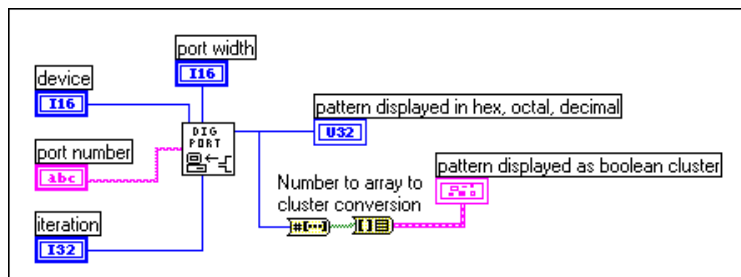 port width
I16
device
I16
pattern displayed in hex, octal, decimal
U32
DIG
PORT
port number
abc
pattern displayed as boolean cluster
Number to array to
cluster conversion
#[...]
[]
iteration
I32